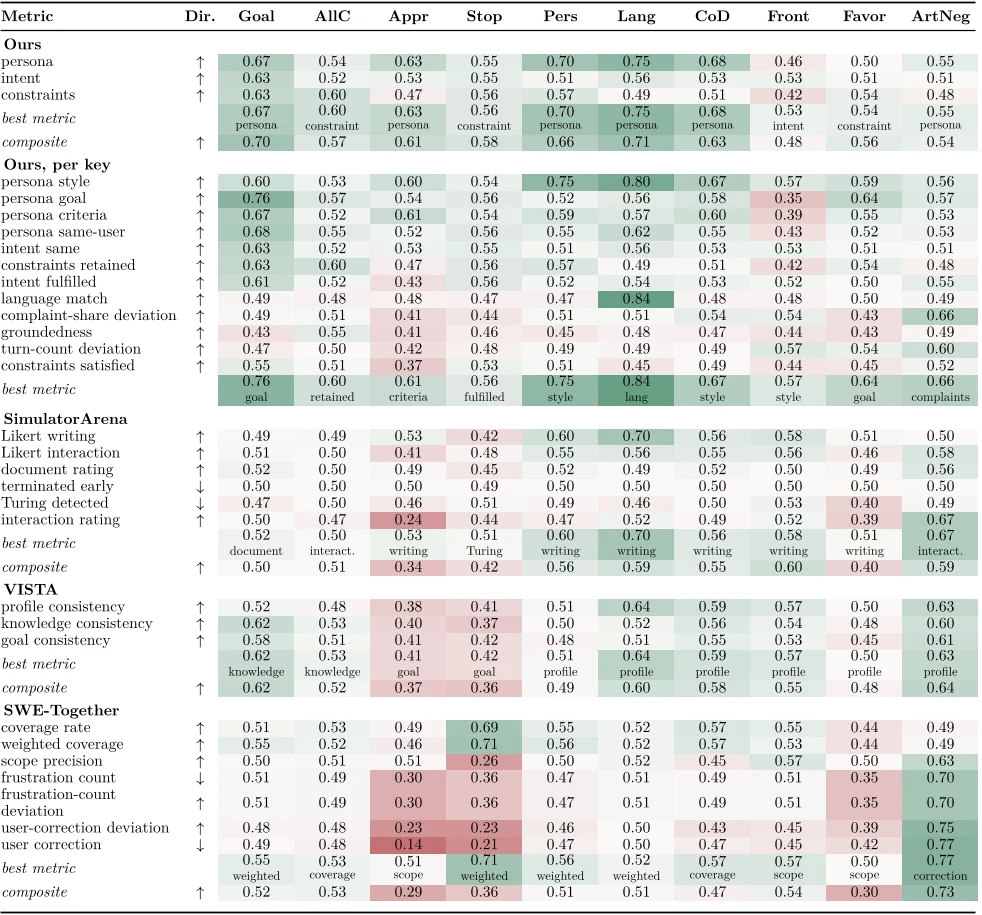 Metric Dir. Goal AllC Appr Stop Pers Lang CoD Front Favor ArtNeg
Ours
persona ↑ 0.67 0.54 0.63 0.55 0.70 0.75 0.68 0.46 0.50 0.55
intent ↑ 0.63 0.52 0.53 0.55 0.51 0.56 0.53 0.53 0.51 0.51
constraints ↑ 0.63 0.60 0.47 0.56 0.57 0.49 0.51 0.42 0.54 0.48
best metric 0.67 0.60 0.63 0.56 0.70 0.75 0.68 0.53 0.54 0.55
persona constraint persona constraint persona persona persona intent constraint persona
composite ↑ 0.70 0.57 0.61 0.58 0.66 0.71 0.63 0.48 0.56 0.54
Ours, per key
persona style ↑ 0.60 0.53 0.60 0.54 0.75 0.80 0.67 0.57 0.59 0.56
persona goal ↑ 0.76 0.57 0.54 0.56 0.52 0.56 0.58 0.35 0.64 0.57
persona criteria ↑ 0.67 0.52 0.61 0.54 0.59 0.57 0.60 0.39 0.55 0.53
persona same-user ↑ 0.68 0.55 0.52 0.56 0.55 0.62 0.55 0.43 0.52 0.53
intent same ↑ 0.63 0.52 0.53 0.55 0.51 0.56 0.53 0.53 0.51 0.51
constraints retained ↑ 0.63 0.60 0.47 0.56 0.57 0.49 0.51 0.42 0.54 0.48
intent fulfilled ↑ 0.61 0.52 0.43 0.56 0.52 0.54 0.53 0.52 0.50 0.55
language match ↑ 0.49 0.48 0.48 0.47 0.47 0.84 0.48 0.48 0.50 0.49
complaint-share deviation ↑ 0.49 0.51 0.41 0.44 0.51 0.51 0.54 0.54 0.43 0.66
groundedness ↑ 0.43 0.55 0.41 0.46 0.45 0.48 0.47 0.44 0.43 0.49
turn-count deviation ↑ 0.47 0.50 0.42 0.48 0.49 0.49 0.49 0.57 0.54 0.60
constraints satisfied ↑ 0.55 0.51 0.37 0.53 0.51 0.45 0.49 0.44 0.45 0.52
best metric 0.76 0.60 0.61 0.56 0.75 0.84 0.67 0.57 0.64 0.66
goal retained criteria fulfilled style lang style style goal complaints
SimulatorArena
Likert writing ↑ 0.49 0.49 0.53 0.42 0.60 0.70 0.56 0.58 0.51 0.50
Likert interaction ↑ 0.51 0.50 0.41 0.48 0.55 0.56 0.55 0.56 0.46 0.58
document rating ↑ 0.52 0.50 0.49 0.45 0.52 0.49 0.52 0.50 0.49 0.56
terminated early ↓ 0.50 0.50 0.50 0.49 0.50 0.50 0.50 0.50 0.50 0.50
Turing detected ↓ 0.47 0.50 0.46 0.51 0.49 0.46 0.50 0.53 0.40 0.49
interaction rating ↑ 0.50 0.47 0.24 0.44 0.47 0.52 0.49 0.52 0.39 0.67
best metric 0.52 0.50 0.53 0.51 0.60 0.70 0.56 0.58 0.51 0.67
document interact. writing Turing writing writing writing writing writing interact.
composite ↑ 0.50 0.51 0.34 0.42 0.56 0.59 0.55 0.60 0.40 0.59
VISTA
profile consistency ↑ 0.52 0.48 0.38 0.41 0.51 0.64 0.59 0.57 0.50 0.63
knowledge consistency ↑ 0.62 0.53 0.40 0.37 0.50 0.52 0.56 0.54 0.48 0.60
goal consistency ↑ 0.58 0.51 0.41 0.42 0.48 0.51 0.55 0.53 0.45 0.61
best metric 0.62 0.53 0.41 0.42 0.51 0.64 0.59 0.57 0.50 0.63
knowledge knowledge goal goal profile profile profile profile profile profile
composite ↑ 0.62 0.52 0.37 0.36 0.49 0.60 0.58 0.55 0.48 0.64
SWE-Together
coverage rate ↑ 0.51 0.53 0.49 0.69 0.55 0.52 0.57 0.55 0.44 0.49
weighted coverage ↑ 0.55 0.52 0.46 0.71 0.56 0.52 0.57 0.53 0.44 0.49
scope precision ↑ 0.50 0.51 0.51 0.26 0.50 0.52 0.45 0.57 0.50 0.63
frustration count ↓ 0.51 0.49 0.30 0.36 0.47 0.51 0.49 0.51 0.35 0.70
frustration-count
deviation ↑ 0.51 0.49 0.30 0.36 0.47 0.51 0.49 0.51 0.35 0.70
user-correction deviation ↑ 0.48 0.48 0.23 0.23 0.46 0.50 0.43 0.45 0.39 0.75
user correction ↓ 0.49 0.48 0.14 0.21 0.47 0.50 0.47 0.45 0.42 0.77
best metric 0.55 0.53 0.51 0.71 0.56 0.52 0.57 0.57 0.50 0.77
weighted coverage scope weighted weighted weighted coverage scope scope correction
composite ↑ 0.52 0.53 0.29 0.36 0.51 0.51 0.47 0.54 0.30 0.73